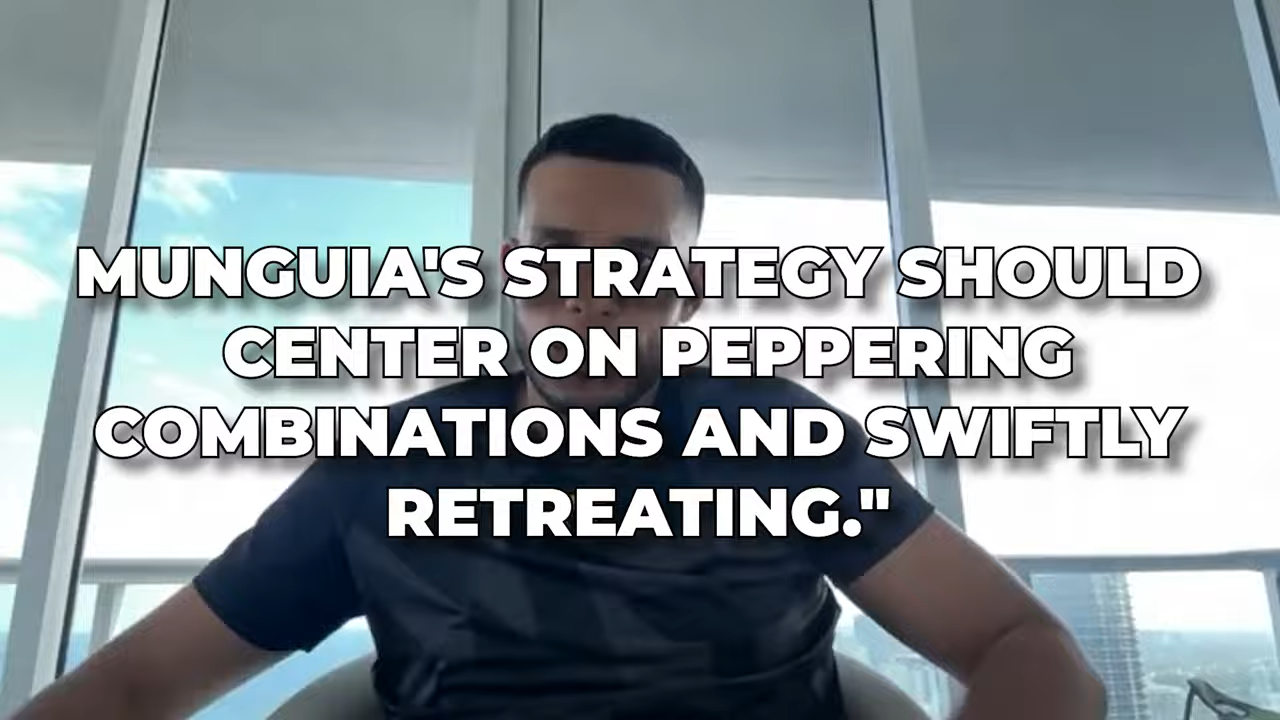 MUNGUIA'S STRATEGY SHOULD
CENTER ON PEPPERING
COMBINATIONS AND SWIFTLY
RETREATING."